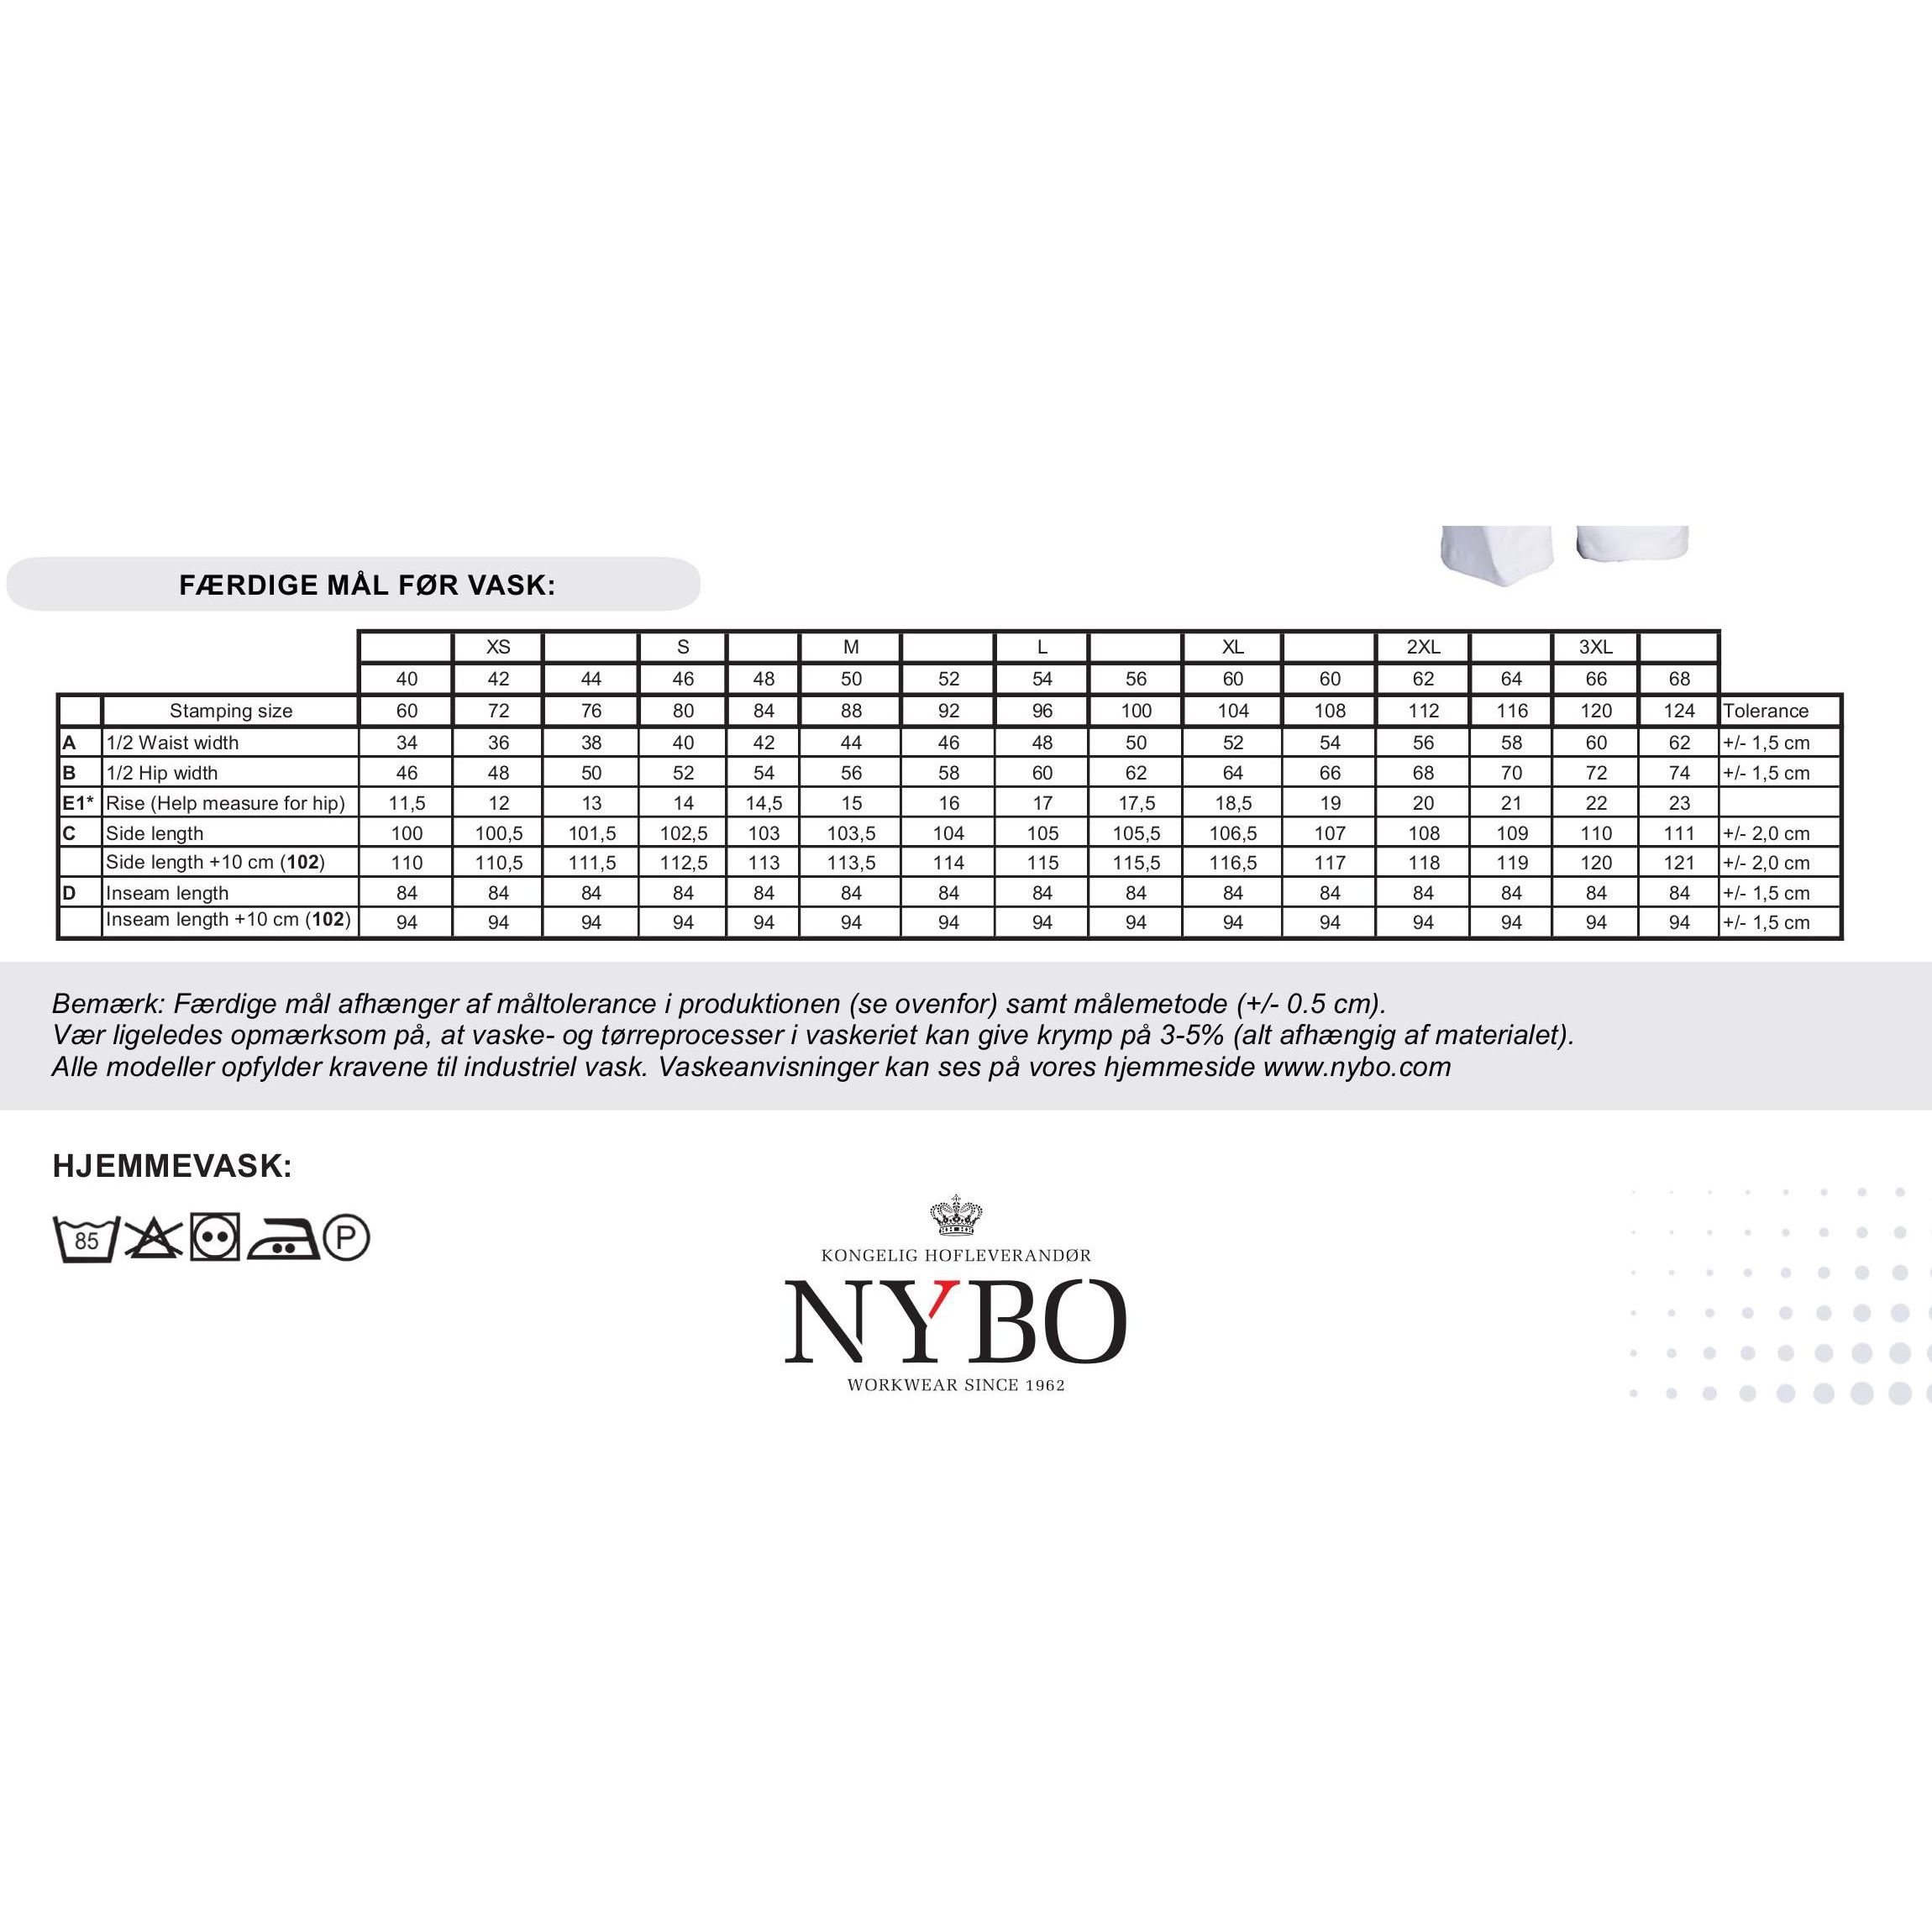 FÆRDIGE MÅL FØR VASK:
XS S M L XL 2XL 3XL
40 42 44 46 48 50 52 54 56 60 60 62 64 66 68
Stamping size 60 72 76 80 84 88 92 96 100 104 108 112 116 120 124 Tolerance
A 1/2 Waist width 34 36 38 40 42 44 46 48 50 52 54 56 58 60 62 +/- 1,5 cm
B 1/2 Hip width 46 48 50 52 54 56 58 60 62 64 66 68 70 72 74 +/- 1,5 cm
E1* Rise (Help measure for hip) 11,5 12 13 14 14,5 15 16 17 17,5 18,5 19 20 21 22 23
C Side length 100 100,5 101,5 102,5 103 103,5 104 105 105,5 106,5 107 108 109 110 111 +/- 2,0 cm
Side length +10 cm (102) 110 110,5 111,5 112,5 113 113,5 114 115 115,5 116,5 117 118 119 120 121 +/- 2,0 cm
D Inseam length 84 84 84 84 84 84 84 84 84 84 84 84 84 84 84 +/- 1,5 cm
Inseam length +10 cm (102) 94 94 94 94 94 94 94 94 94 94 94 94 94 94 94 +/- 1,5 cm
Bemærk: Færdige mål afhænger af måltolerance i produktionen (se ovenfor) samt målemetode (+/- 0.5 cm).
Vær ligeledes opmærksom på, at vaske- og tørreprocesser i vaskeriet kan give krymp på 3-5% (alt afhængig af materialet).
Alle modeller opfylder kravene til industriel vask. Vaskeanvisninger kan ses på vores hjemmeside www.nybo.com
HJEMMEVASK:
85 P
KONGELIG HOFLEVERANDØR
NYBO
WORKWEAR SINCE 1962